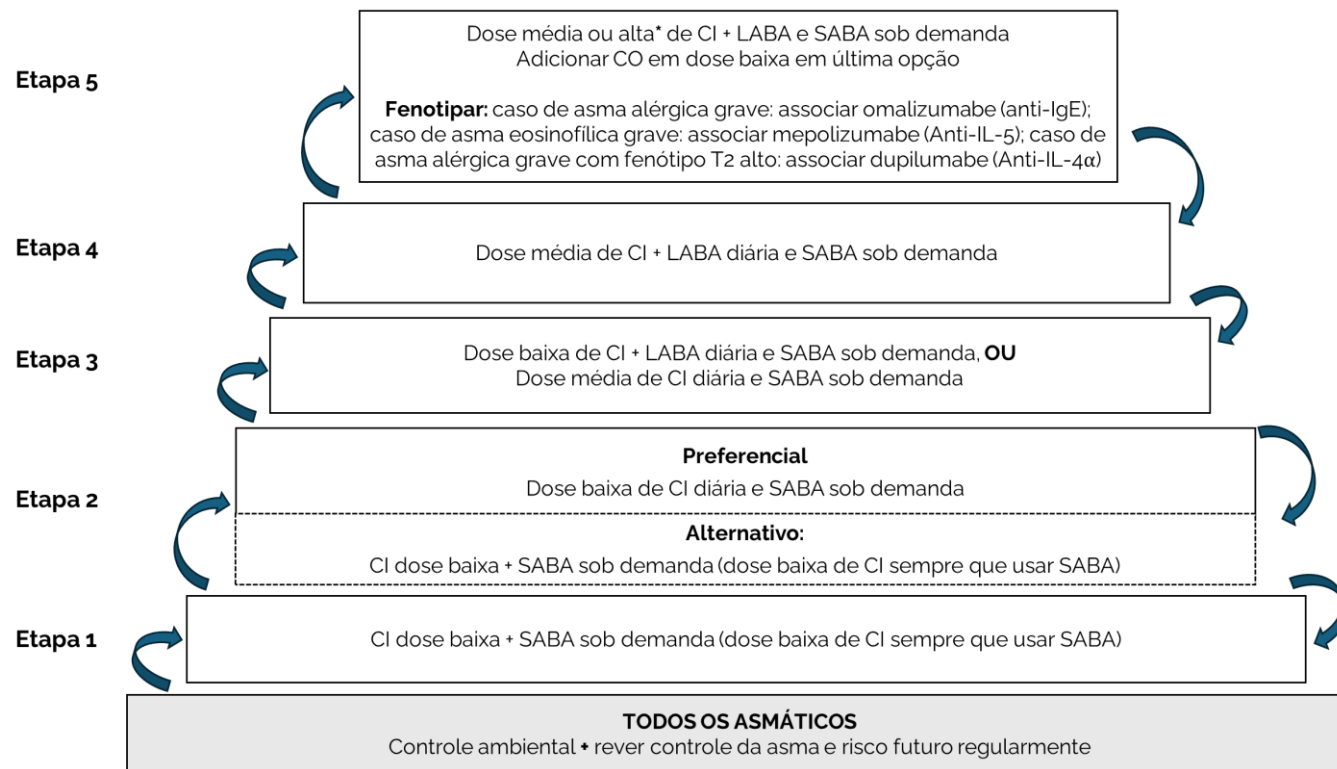 Etapa 5
Dose média ou alta* de CI + LABA e SABA sob demanda
Adicionar CO em dose baixa em última opção
Fenotipar: caso de asma alérgica grave: associar omalizumabe (anti-IgE);
caso de asma eosinofílica grave: associar mepolizumabe (Anti-IL-5); caso de
asma alérgica grave com fenótipo T2 alto: associar dupilumabe (Anti-IL-4α)
Etapa 4
Dose média de CI + LABA diária e SABA sob demanda
Etapa 3
Dose baixa de CI + LABA diária e SABA sob demanda, OU
Dose média de CI diária e SABA sob demanda
Etapa 2
Preferencial
Dose baixa de CI diária e SABA sob demanda
Alternativo:
CI dose baixa + SABA sob demanda (dose baixa de CI sempre que usar SABA)
Etapa 1
CI dose baixa + SABA sob demanda (dose baixa de CI sempre que usar SABA)
TODOS OS ASMÁTICOS
Controle ambiental + rever controle da asma e risco futuro regularmente